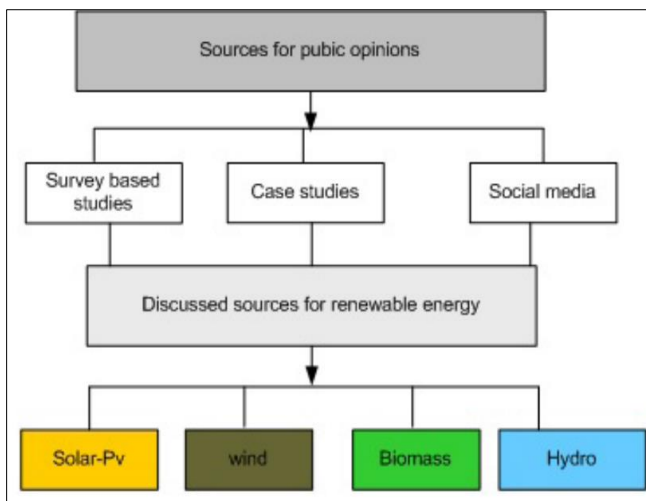 Sources for pubic opinions
Survey based
studies
Case studies
Social media
Discussed sources for renewable energy
Solar-Pv
wind
Biomass
Hydro